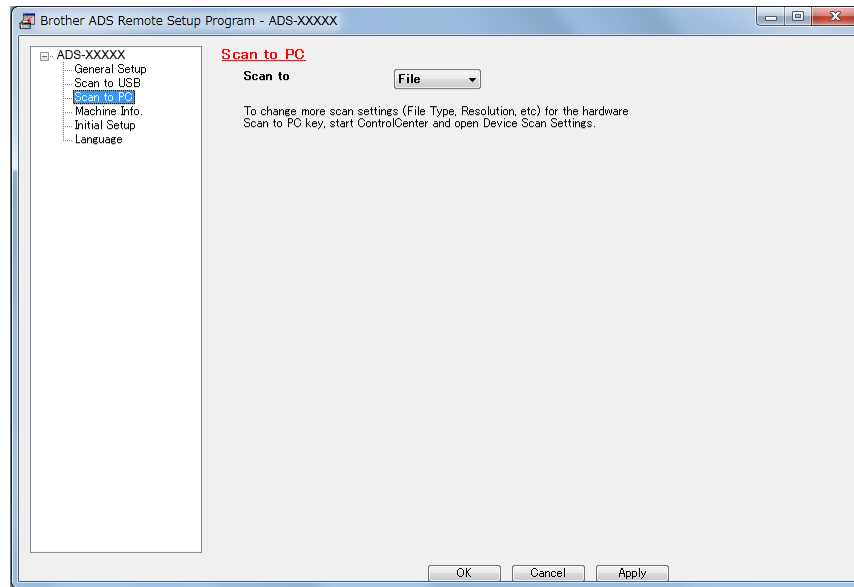 Brother ADS Remote Setup Program - ADS-XXXXX
ADS-XXXXX
General Setup
Scan to USB
Scan to PC
Machine Info.
Initial Setup
Language
Scan to PC
Scan to File
To change more scan settings (File Type, Resolution, etc) for the hardware
Scan to PC key, start ControlCenter and open Device Scan Settings.
OK Cancel Apply